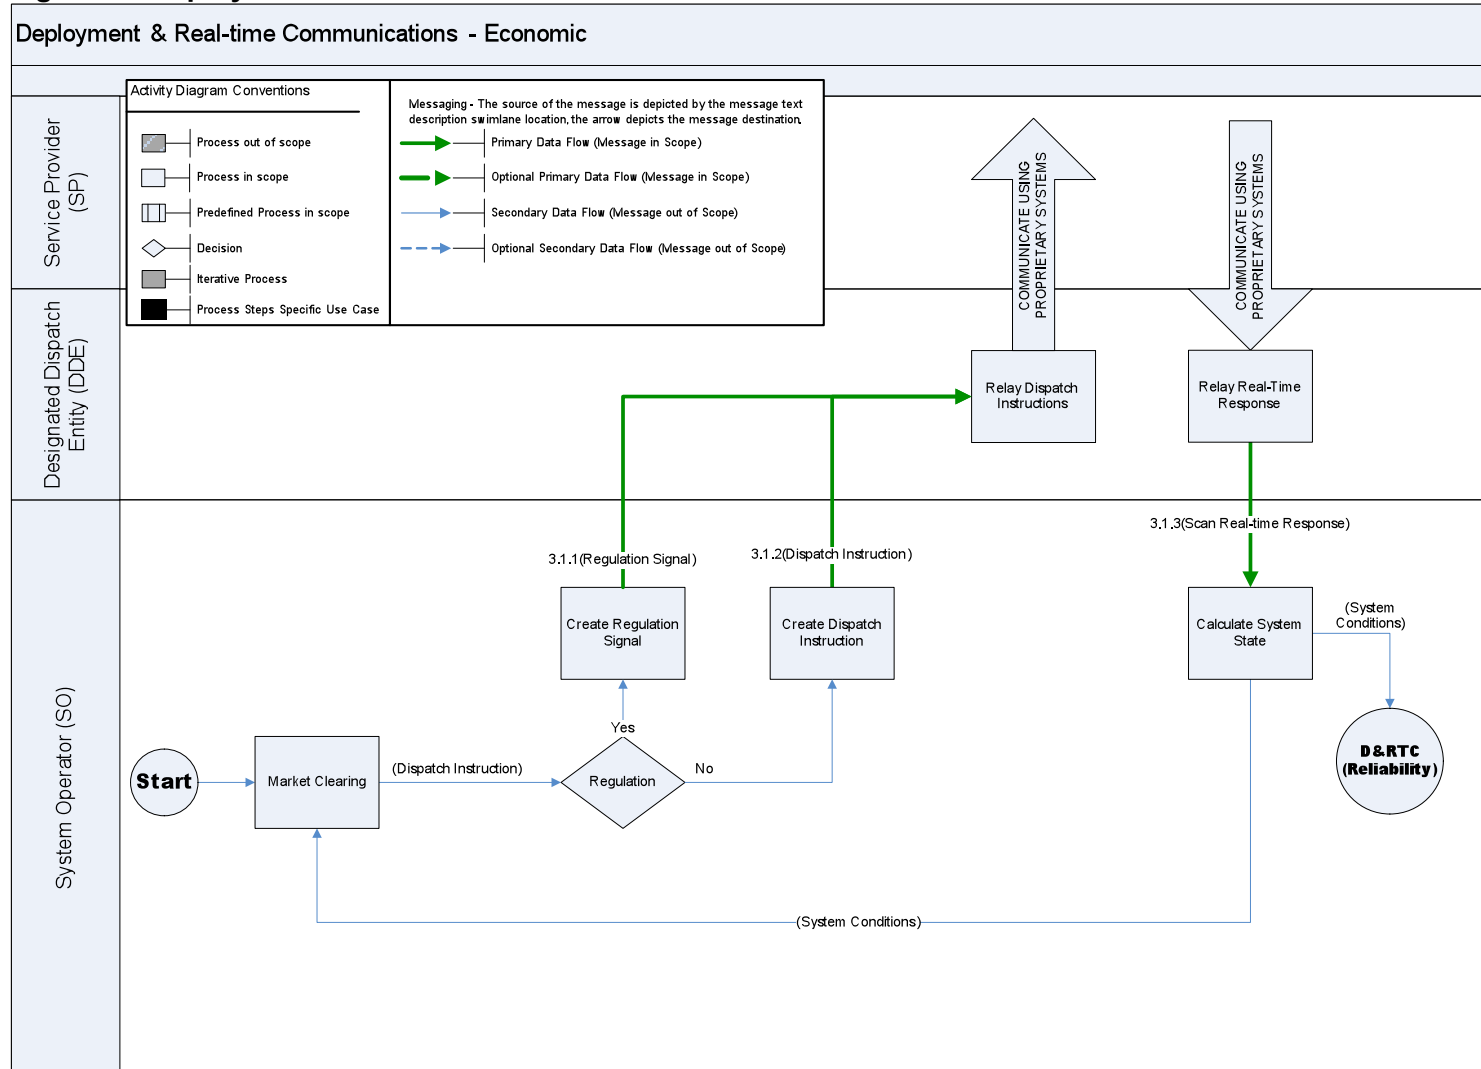 Deployment & Real-time Communications - Economic
Activity Diagram Conventions
Process out of scope
Process in scope
Predefined Process in scope
Decision
Iterative Process
Process Steps Specific Use Case
Messaging - The source of the message is depicted by the message text
description swimlane location, the arrow depicts the message destination.
Primary Data Flow (Message in Scope)
Optional Primary Data Flow (Message in Scope)
Secondary Data Flow (Message out of Scope)
Optional Secondary Data Flow (Message out of Scope)
Service Provider
(SP)
COMMUNICATE USING
PROPRIETARY SYSTEMS
COMMUNICATE USING
PROPRIETARY SYSTEMS
Designated Dispatch
Entity (DDE)
Relay Dispatch
Instructions
Relay Real-Time
Response
System Operator (SO)
3.1.1(Regulation Signal)
3.1.2(Dispatch Instruction)
3.1.3(Scan Real-time Response)
Create Regulation
Signal
Create Dispatch
Instruction
Calculate System
State
(System
Conditions)
Start
Market Clearing
(Dispatch Instruction)
Regulation
Yes
No
D&RTC
(Reliability)
(System Conditions)